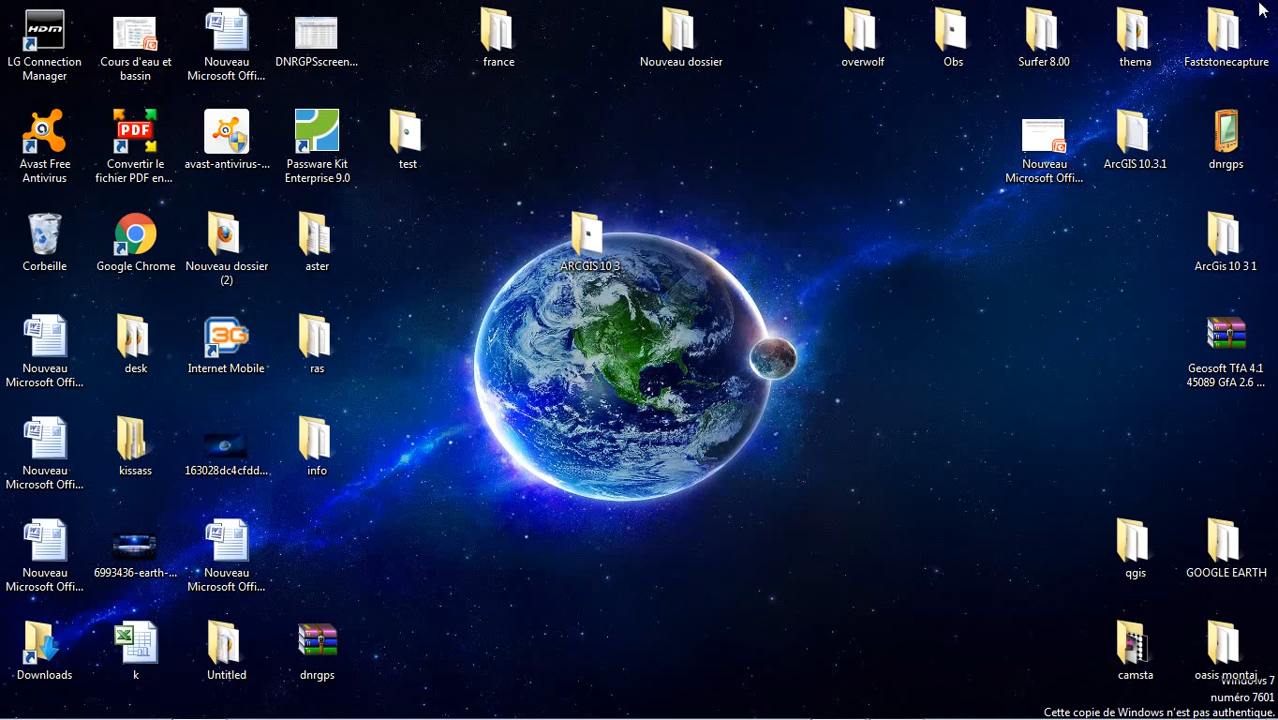 LG Connection
Manager
Cours d'eau et
bassin
Nouveau
Microsoft Offi...
DNRGPSscreen...
france
Nouveau dossier
overwolf
Obs
Surfer 8.00
thema
Faststonecapture
Avast Free
Antivirus
PDF
Convertir le
fichier PDF en...
avast-antivirus-...
Passware Kit
Enterprise 9.0
test
Nouveau
Microsoft Offi...
ArcGIS 10.3.1
dnrgps
Corbeille
Google Chrome
Nouveau dossier
(2)
aster
ARCGIS 10 3
ArcGis 10 3 1
Nouveau
Microsoft Offi...
desk
3G
Internet Mobile
ras
Geosoft TfA 4.1
45089 GfA 2.6 ...
Nouveau
Microsoft Offi...
kissass
163028dc4cfdd...
info
Nouveau
Microsoft Offi...
6993436-earth-...
Nouveau
Microsoft Offi...
qgis
GOOGLE EARTH
Downloads
k
Untitled
dnrgps
camsta
oasis montaj
Windows 7
numéro 7601
Cette copie de Windows n'est pas authentique.